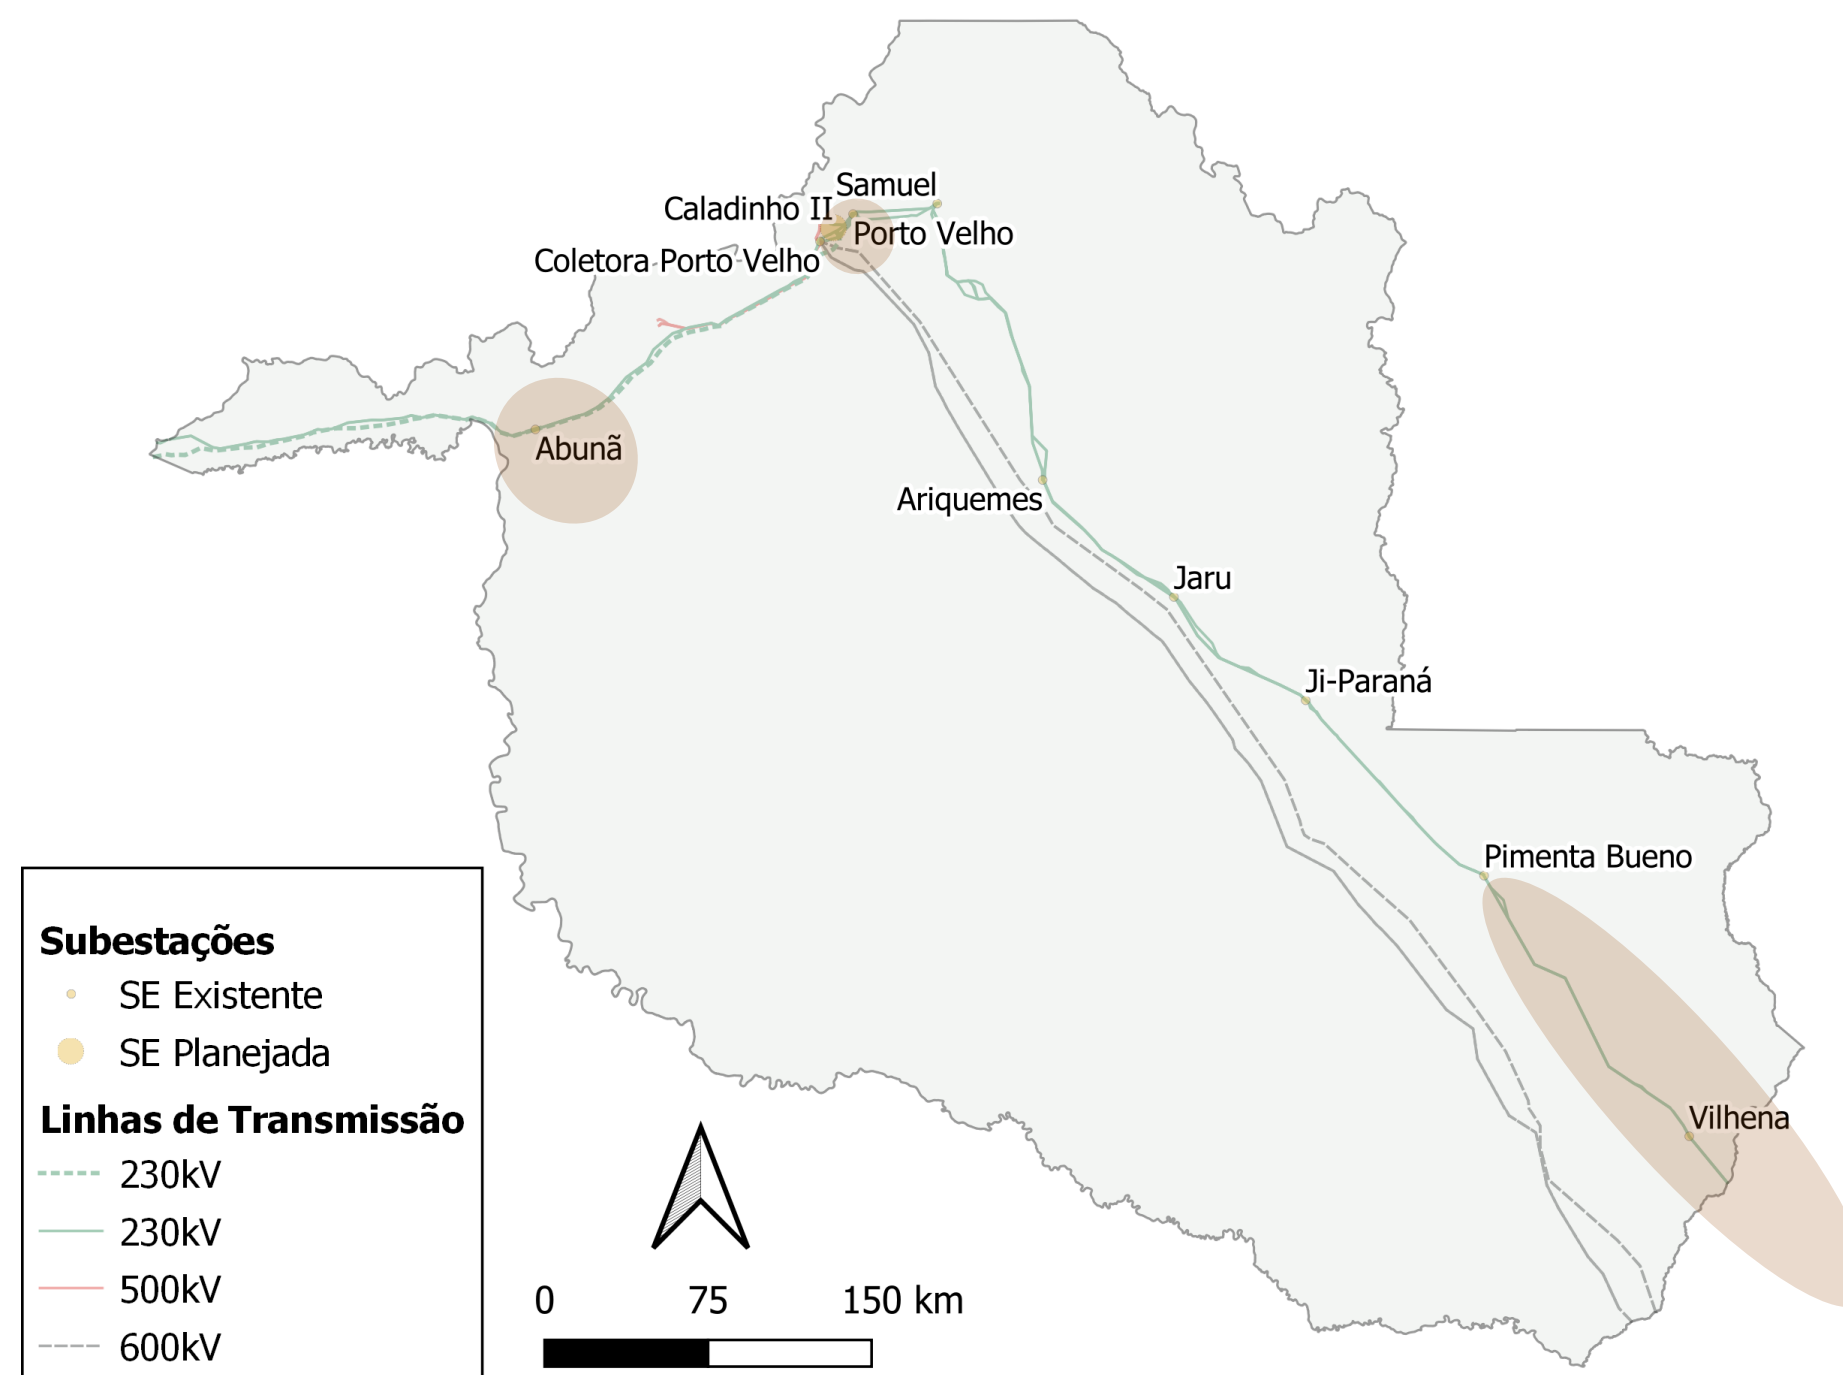 Samuel
Caladinho II
Porto Velho
Coletora Porto Velho
Abunã
Ariquemes
Jaru
Ji-Paraná
Pimenta Bueno
Vilhena
Subestações
SE Existente
SE Planejada
Linhas de Transmissão
230kV
230kV
500kV
600kV
0 75 150 km